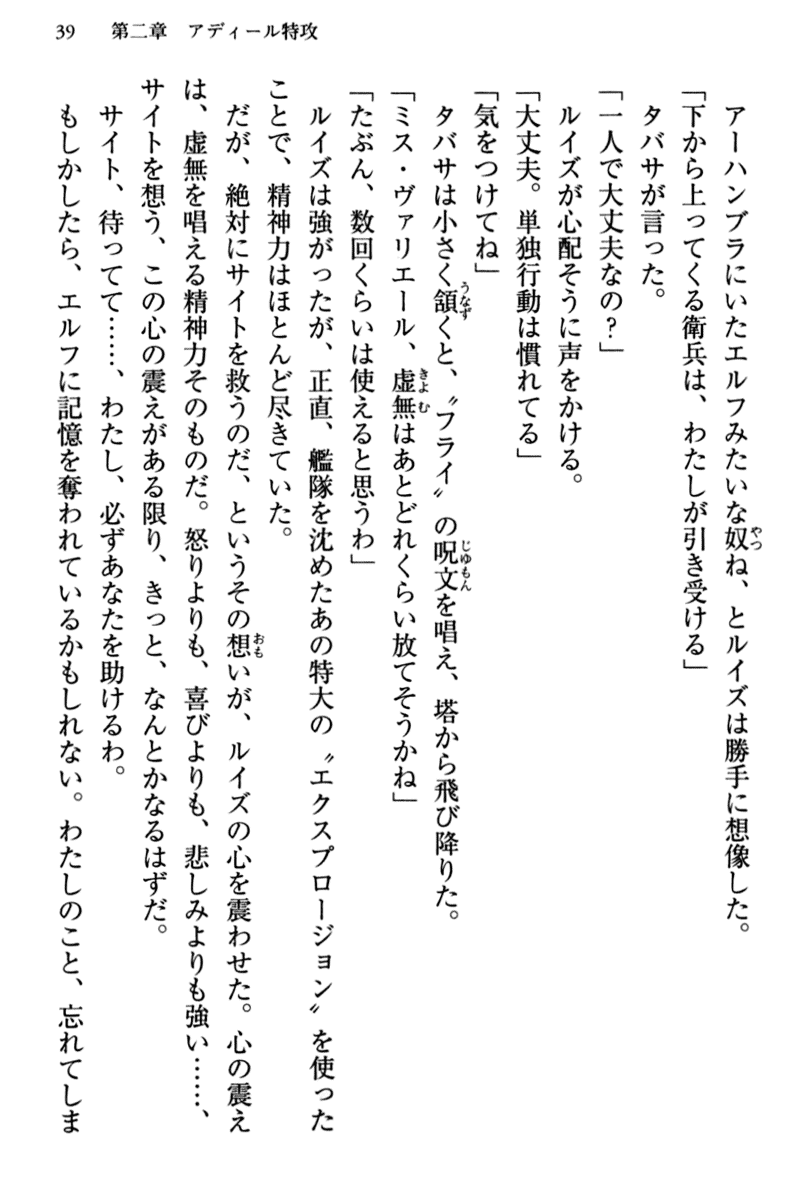 39　第二章　アディール特攻
アーハンブラにいたエルフみたいな奴ね、とルイズは勝手に想像した。
「下から上ってくる衛兵は、わたしが引き受ける」
タバサが言った。
「一人で大丈夫なの？」
ルイズが心配そうに声をかける。
「大丈夫。単独行動は慣れてる」
「気をつけてね」
タバサは小さく頷くと、〝フライ〟の呪文を唱え、塔から飛び降りた。
「ミス・ヴァリエール、虚無はあとどれくらい放てそうかね」
「たぶん、数回くらいは使えると思うわ」
ルイズは強がったが、正直、艦隊を沈めたあの特大の〝エクスプロージョン〟を使った
ことで、精神力はほとんど尽きていた。
だが、絶対にサイトを救うのだ、というその想いが、ルイズの心を震わせた。心の震え
は、虚無を唱える精神力そのものだ。怒りよりも、喜びよりも、悲しみよりも強い……、
サイトを想う、この心の震えがある限り、きっと、なんとかなるはずだ。
サイト、待ってて……、わたし、必ずあなたを助けるわ。
もしかしたら、エルフに記憶を奪われているかもしれない。わたしのこと、忘れてしま